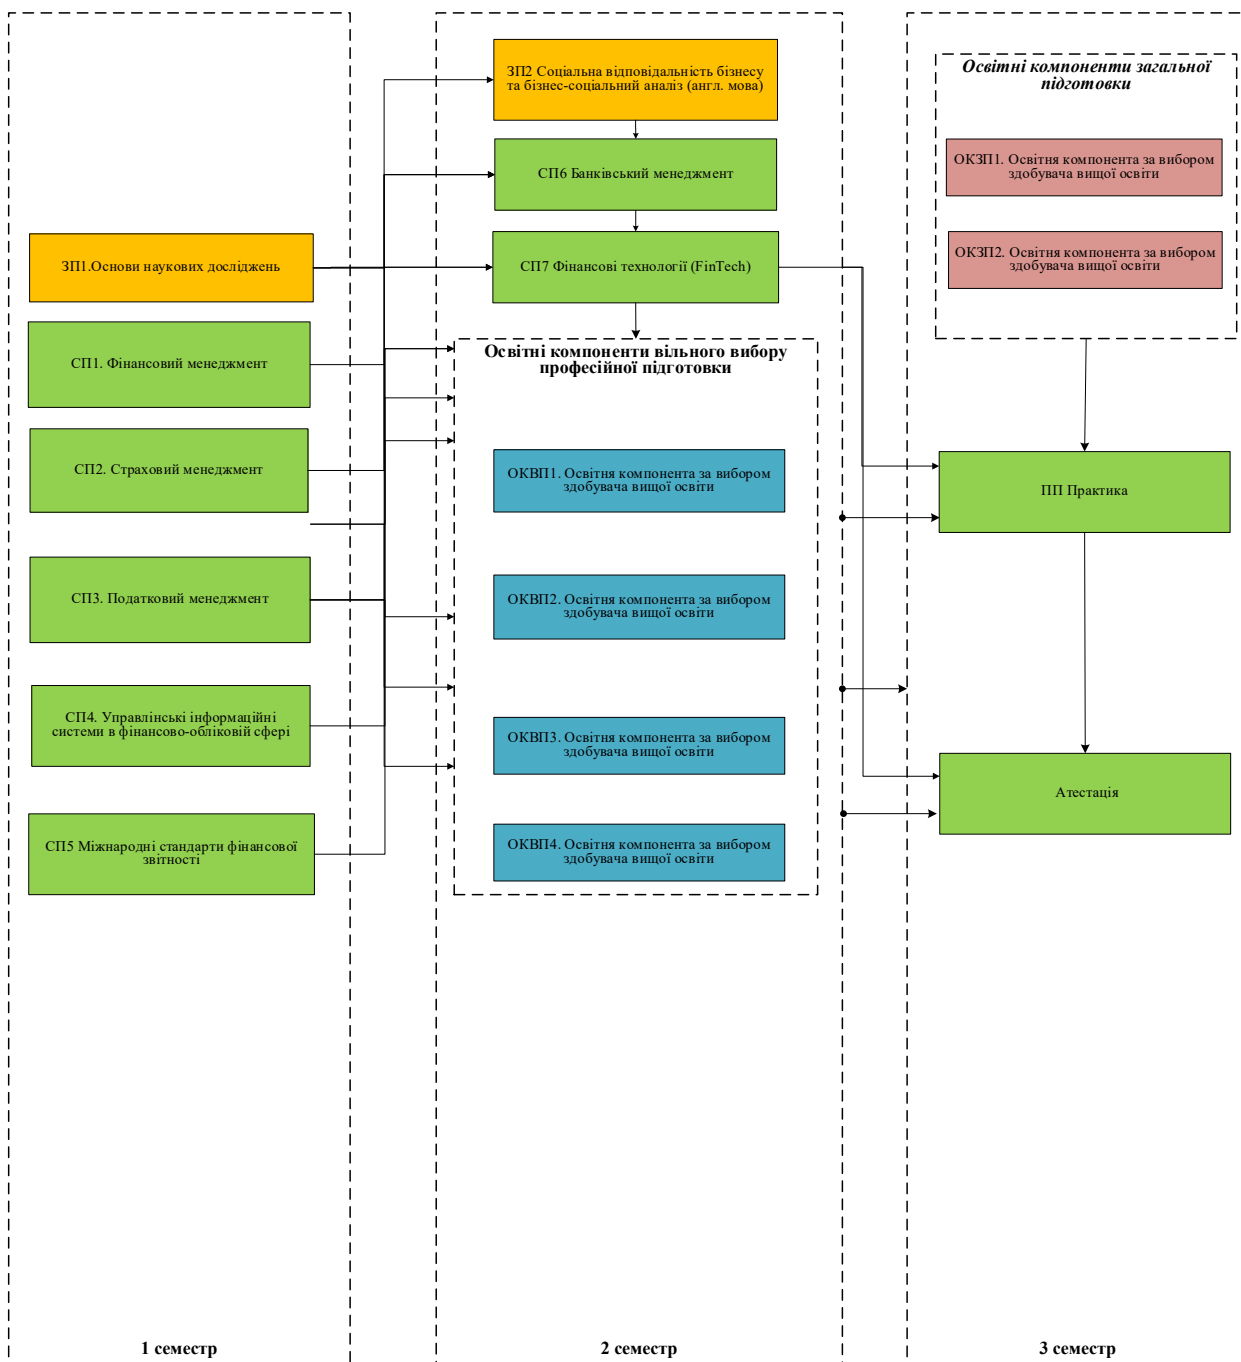 ЗП1.Основи наукових досліджень
СП1. Фінансовий менеджмент
СП2. Страховий менеджмент
СП3. Податковий менеджмент
СП4. Управлінські інформаційні
системи в фінансово-обліковій сфері
СП5 Міжнародні стандарти фінансової
звітності
1 семестр
ЗП2 Соціальна відповідальність бізнесу
та бізнес-соціальний аналіз (англ. мова)
СП6 Банківський менеджмент
СП7 Фінансові технології (FinTech)
Освітні компоненти вільного вибору
професійної підготовки
ОКВП1. Освітня компонента за вибором
здобувача вищої освіти
ОКВП2. Освітня компонента за вибором
здобувача вищої освіти
ОКВП3. Освітня компонента за вибором
здобувача вищої освіти
ОКВП4. Освітня компонента за вибором
здобувача вищої освіти
2 семестр
Освітні компоненти загальної
підготовки
ОКЗП1. Освітня компонента за вибором
здобувача вищої освіти
ОКЗП2. Освітня компонента за вибором
здобувача вищої освіти
ПП Практика
Атестація
3 семестр